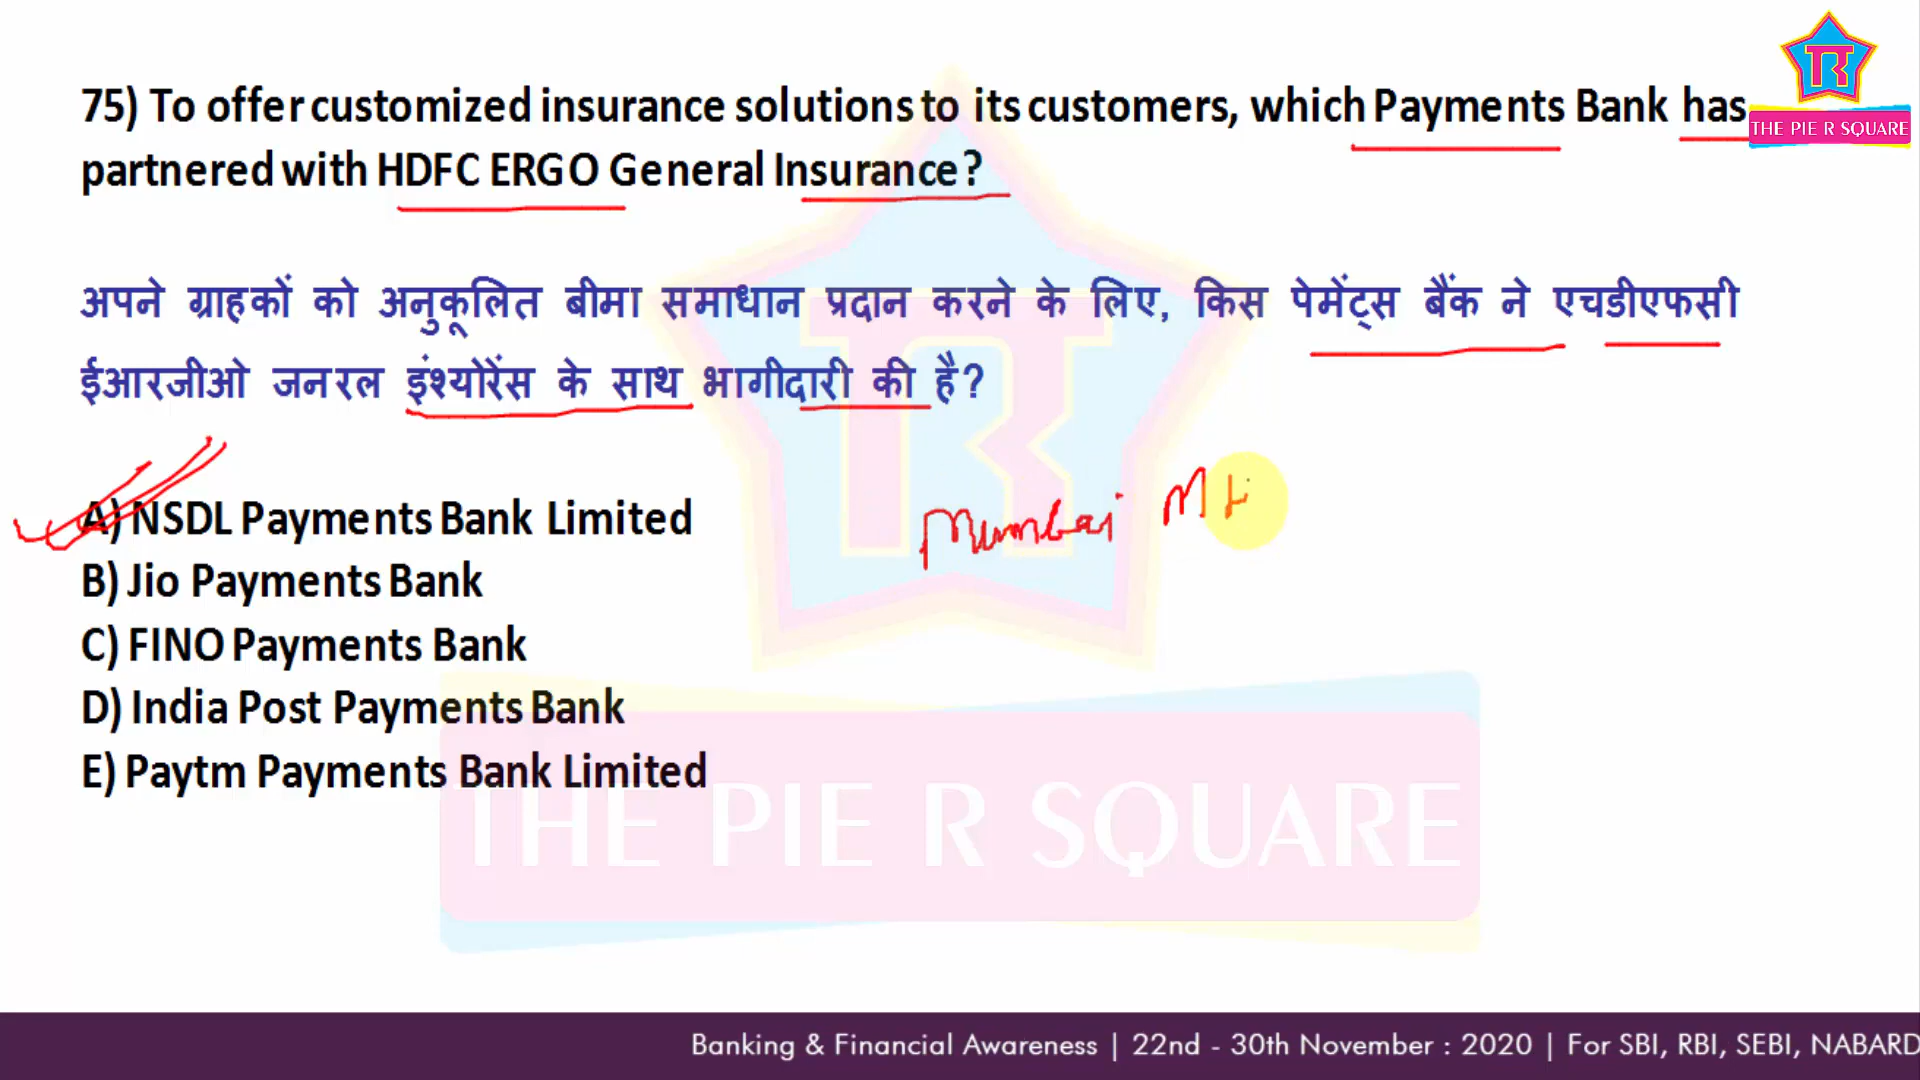 75) To offer customized insurance solutions to its customers, which Payments Bank has
partnered with HDFC ERGO General Insurance?
अपने ग्राहकों को अनुकूलित बीमा समाधान प्रदान करने के लिए, किस पेमेंट्स बैंक ने एचडीएफसी
ईआरजीओ जनरल इंश्योरेंस के साथ भागीदारी की है?
A) NSDL Payments Bank Limited
Mumbai M H
B) Jio Payments Bank
C) FINO Payments Bank
D) India Post Payments Bank
E) Paytm Payments Bank Limited
THE PIE R SQUARE
THE PIE R SQUARE
Banking & Financial Awareness | 22nd - 30th November : 2020 | For SBI, RBI, SEBI, NABARD